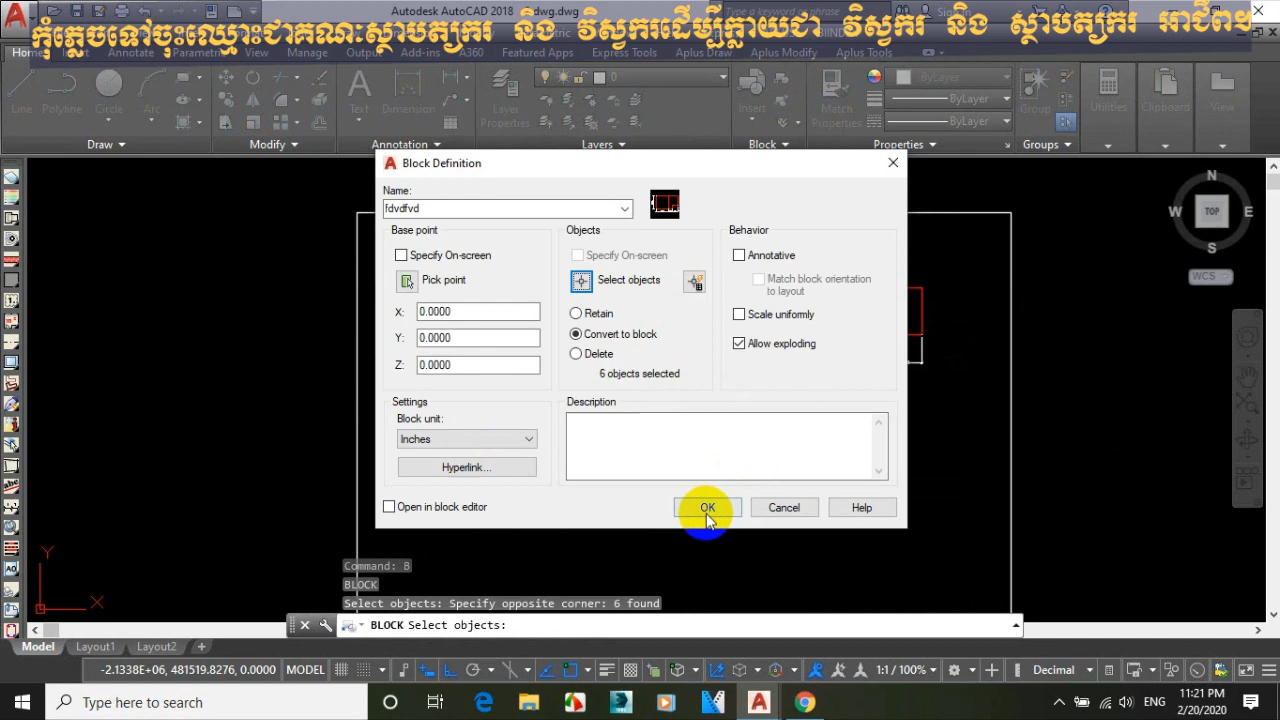 Autodesk AutoCAD 2018
dwg.dwg
កុំភ្លេចទេវចុះឈ្មោះជាគណៈស្ថាបត្យករ និង វិស្វករដើម្បីក្លាយជា វិស្វករ និង ស្ថាបត្យករ អាជីព
Home
Manage
Output
Add-ins
A360
Featured Apps
Express Tools
Aplus Modify
Aplus Tools
Line
Polyline
Circle
Arc
Text
Dimension
Layer Properties
0
Insert
Match Properties
ByLayer
ByLayer
ByLayer
Group
Utilities
Clipboard
View
Draw
Modify
Annotation
Layers
Block
Properties
Groups
Block Definition
Name:
fdvdfvd
Base point
Objects
Behavior
Specify On-screen
Specify On-screen
Annotative
Pick point
Select objects
Match block orientation
to layout
X: 0.0000
Retain
Scale uniformly
Y: 0.0000
Convert to block
Allow exploding
Z: 0.0000
Delete
6 objects selected
Settings
Description
Block unit:
Inches
Hyperlink...
Open in block editor
OK
Cancel
Help
N
W
TOP
E
S
WCS
Y
X
Command: B
BLOCK
Select objects: Specify opposite corner: 6 found
BLOCK Select objects:
Model
Layout1
Layout2
-2.1338E+06, 481519.8276, 0.0000
MODEL
1:1 / 100%
Decimal
Type here to search
ENG
11:21 PM
2/20/2020